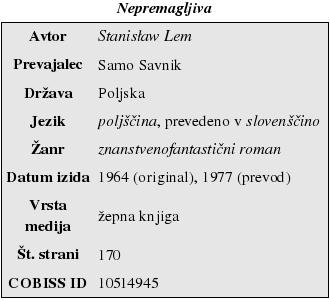 Nepremagljiva
Avtor Stanisław Lem
Prevajalec Samo Savnik
Država Poljska
Jezik poljščina, prevedeno v slovenščino
Žanr znanstvenofantastični roman
Datum izida 1964 (original), 1977 (prevod)
Vrsta
medija žepna knjiga
Št. strani 170
COBISS ID 10514945